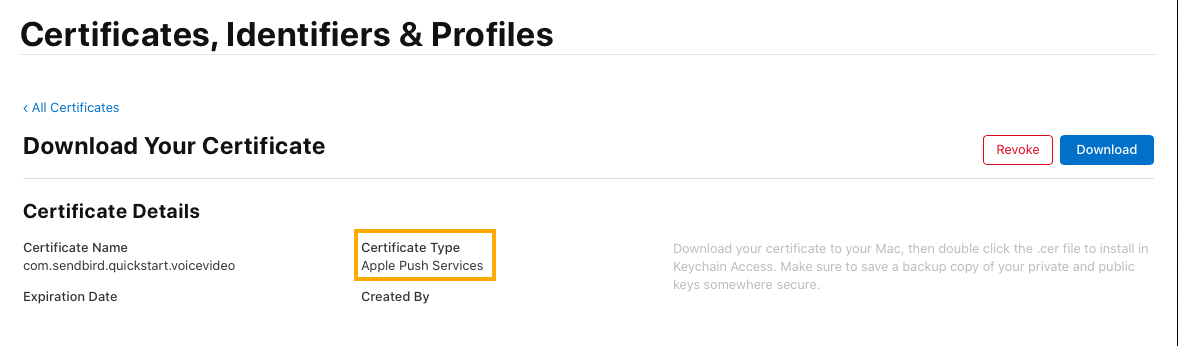 Certificates, Identifiers & Profiles
‹ All Certificates
Download Your Certificate
Revoke
Download
Certificate Details
Certificate Name
com.sendbird.quickstart.voicevideo
Certificate Type
Apple Push Services
Expiration Date
Created By
Download your certificate to your Mac, then double click the .cer file to install in
Keychain Access. Make sure to save a backup copy of your private and public
keys somewhere secure.